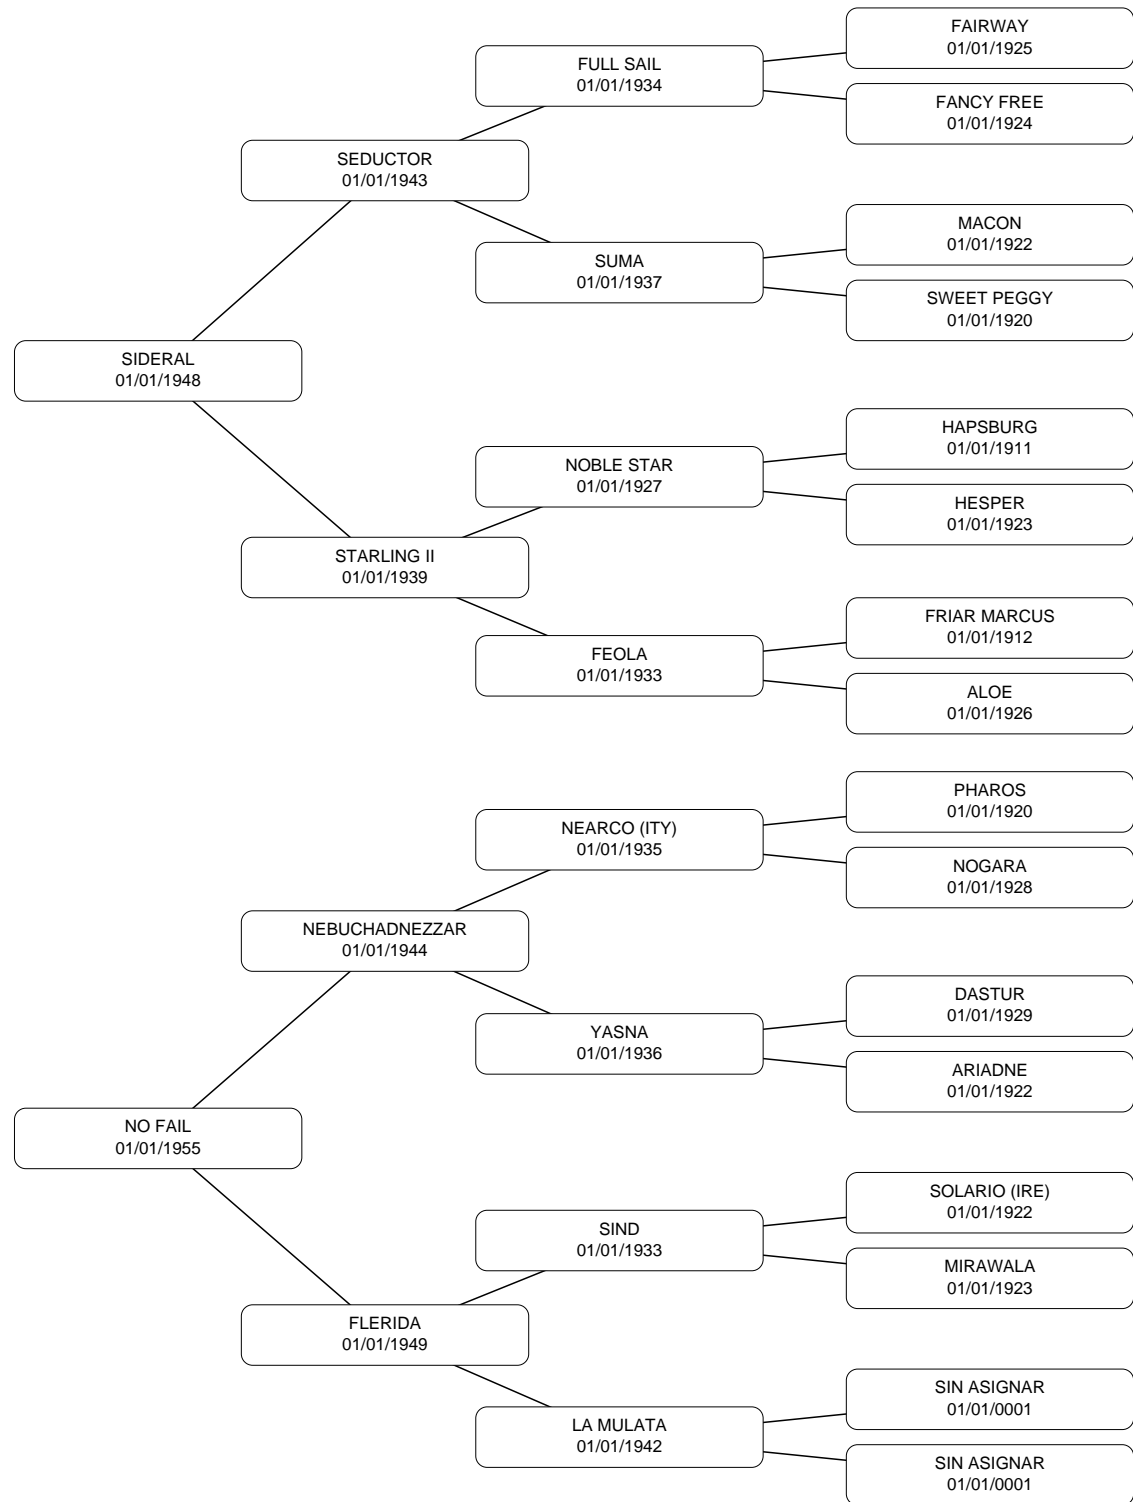 FAIRWAY
01/01/1925
FULL SAIL
01/01/1934
FANCY FREE
01/01/1924
SEDUCTOR
01/01/1943
MACON
01/01/1922
SUMA
01/01/1937
SWEET PEGGY
01/01/1920
SIDERAL
01/01/1948
HAPSBURG
01/01/1911
NOBLE STAR
01/01/1927
HESPER
01/01/1923
STARLING II
01/01/1939
FRIAR MARCUS
01/01/1912
FEOLA
01/01/1933
ALOE
01/01/1926
PHAROS
01/01/1920
NEARCO (ITY)
01/01/1935
NOGARA
01/01/1928
NEBUCHADNEZZAR
01/01/1944
DASTUR
01/01/1929
YASNA
01/01/1936
ARIADNE
01/01/1922
NO FAIL
01/01/1955
SOLARIO (IRE)
01/01/1922
SIND
01/01/1933
MIRAWALA
01/01/1923
FLERIDA
01/01/1949
SIN ASIGNAR
01/01/0001
LA MULATA
01/01/1942
SIN ASIGNAR
01/01/0001